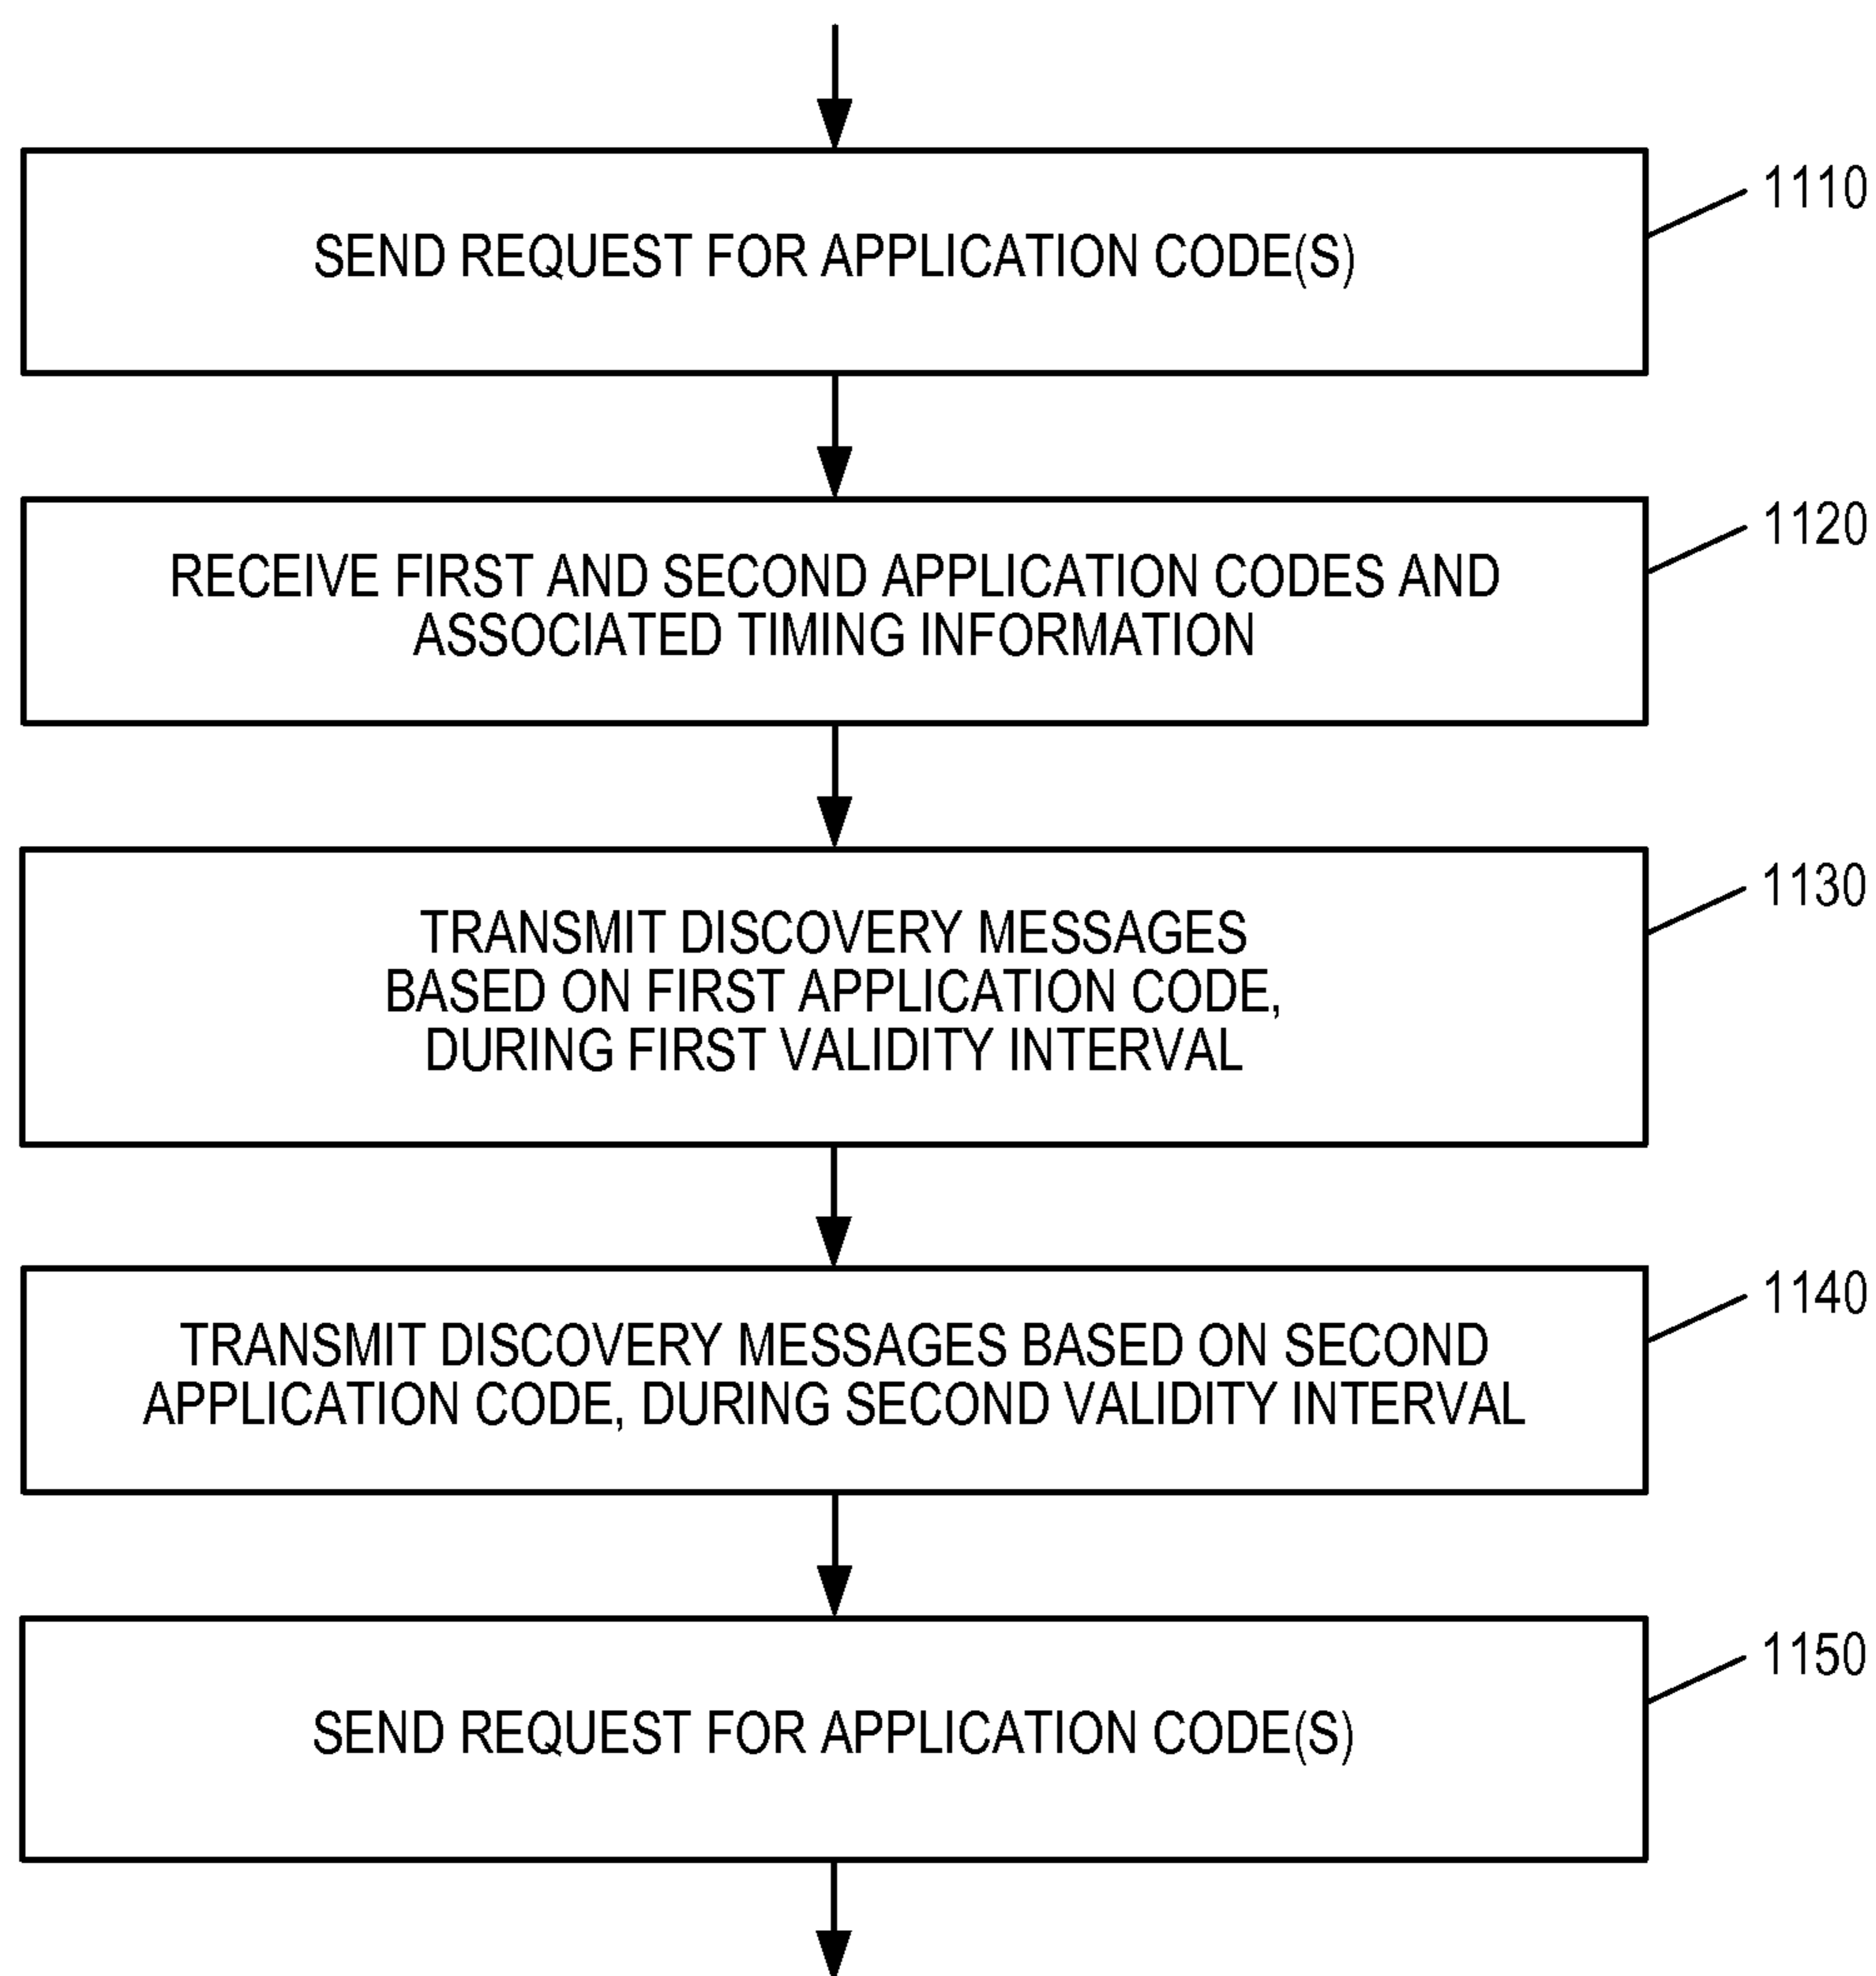 SEND REQUEST FOR APPLICATION CODE(S)
1110
RECEIVE FIRST AND SECOND APPLICATION CODES AND
ASSOCIATED TIMING INFORMATION
1120
TRANSMIT DISCOVERY MESSAGES
BASED ON FIRST APPLICATION CODE,
DURING FIRST VALIDITY INTERVAL
1130
TRANSMIT DISCOVERY MESSAGES BASED ON SECOND
APPLICATION CODE, DURING SECOND VALIDITY INTERVAL
1140
SEND REQUEST FOR APPLICATION CODE(S)
1150